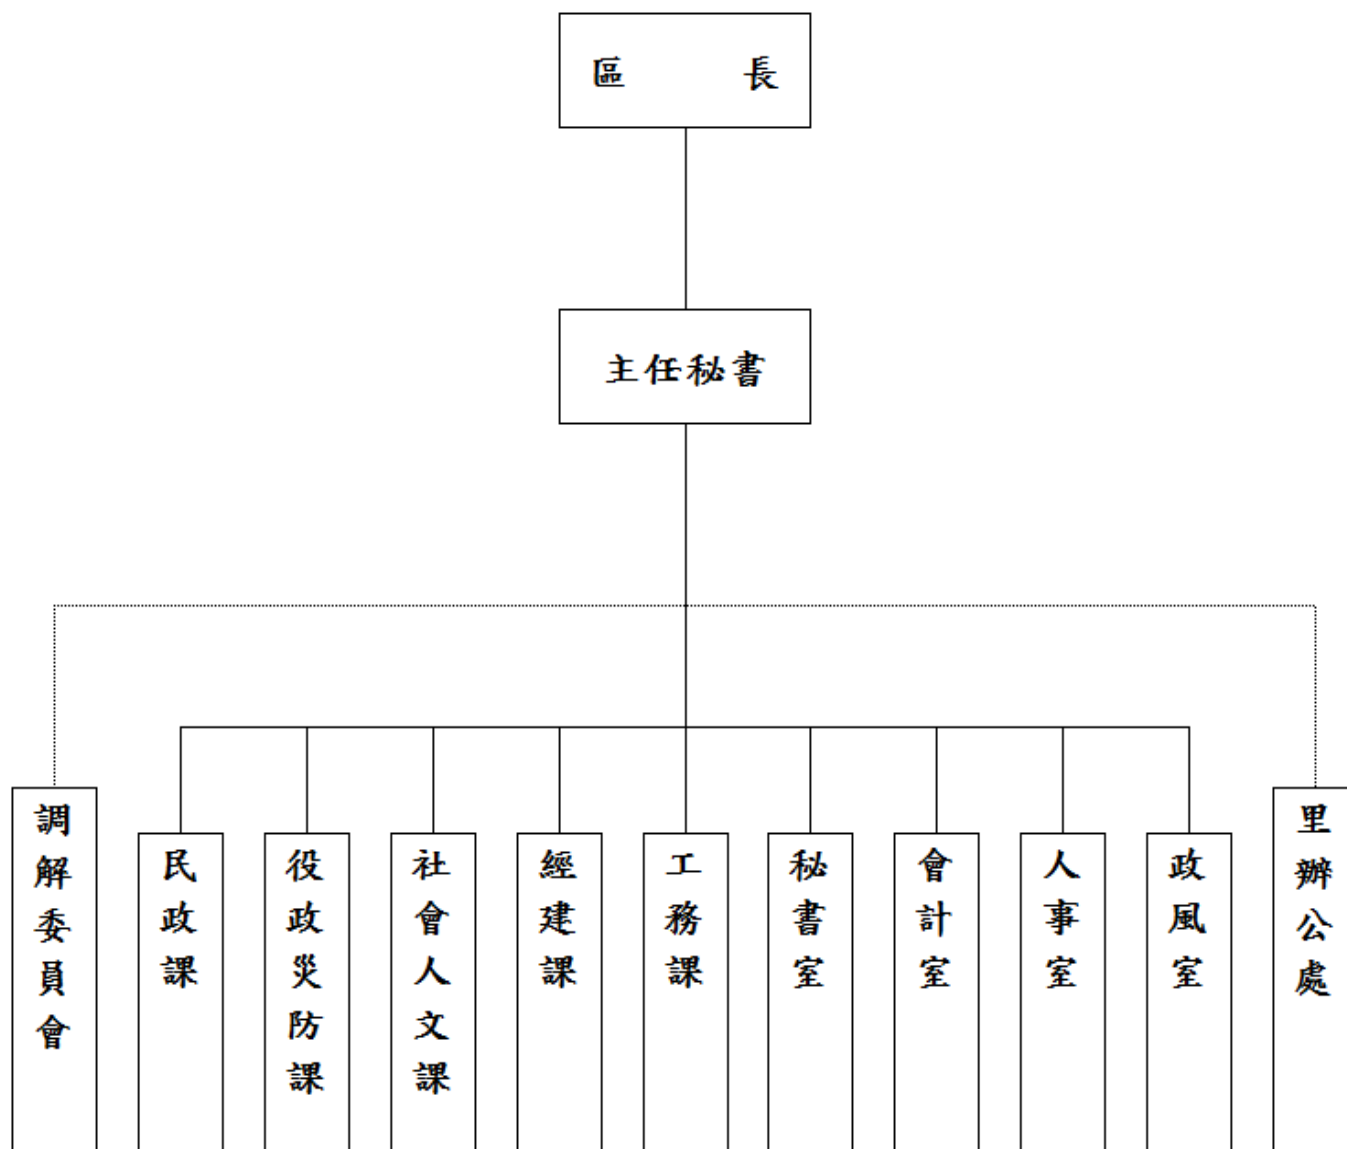 區長
主任秘書
調解委員會
民政課
役政災防課
社會人文課
經建課
工務課
秘書室
會計室
人事室
政風室
里辦公處